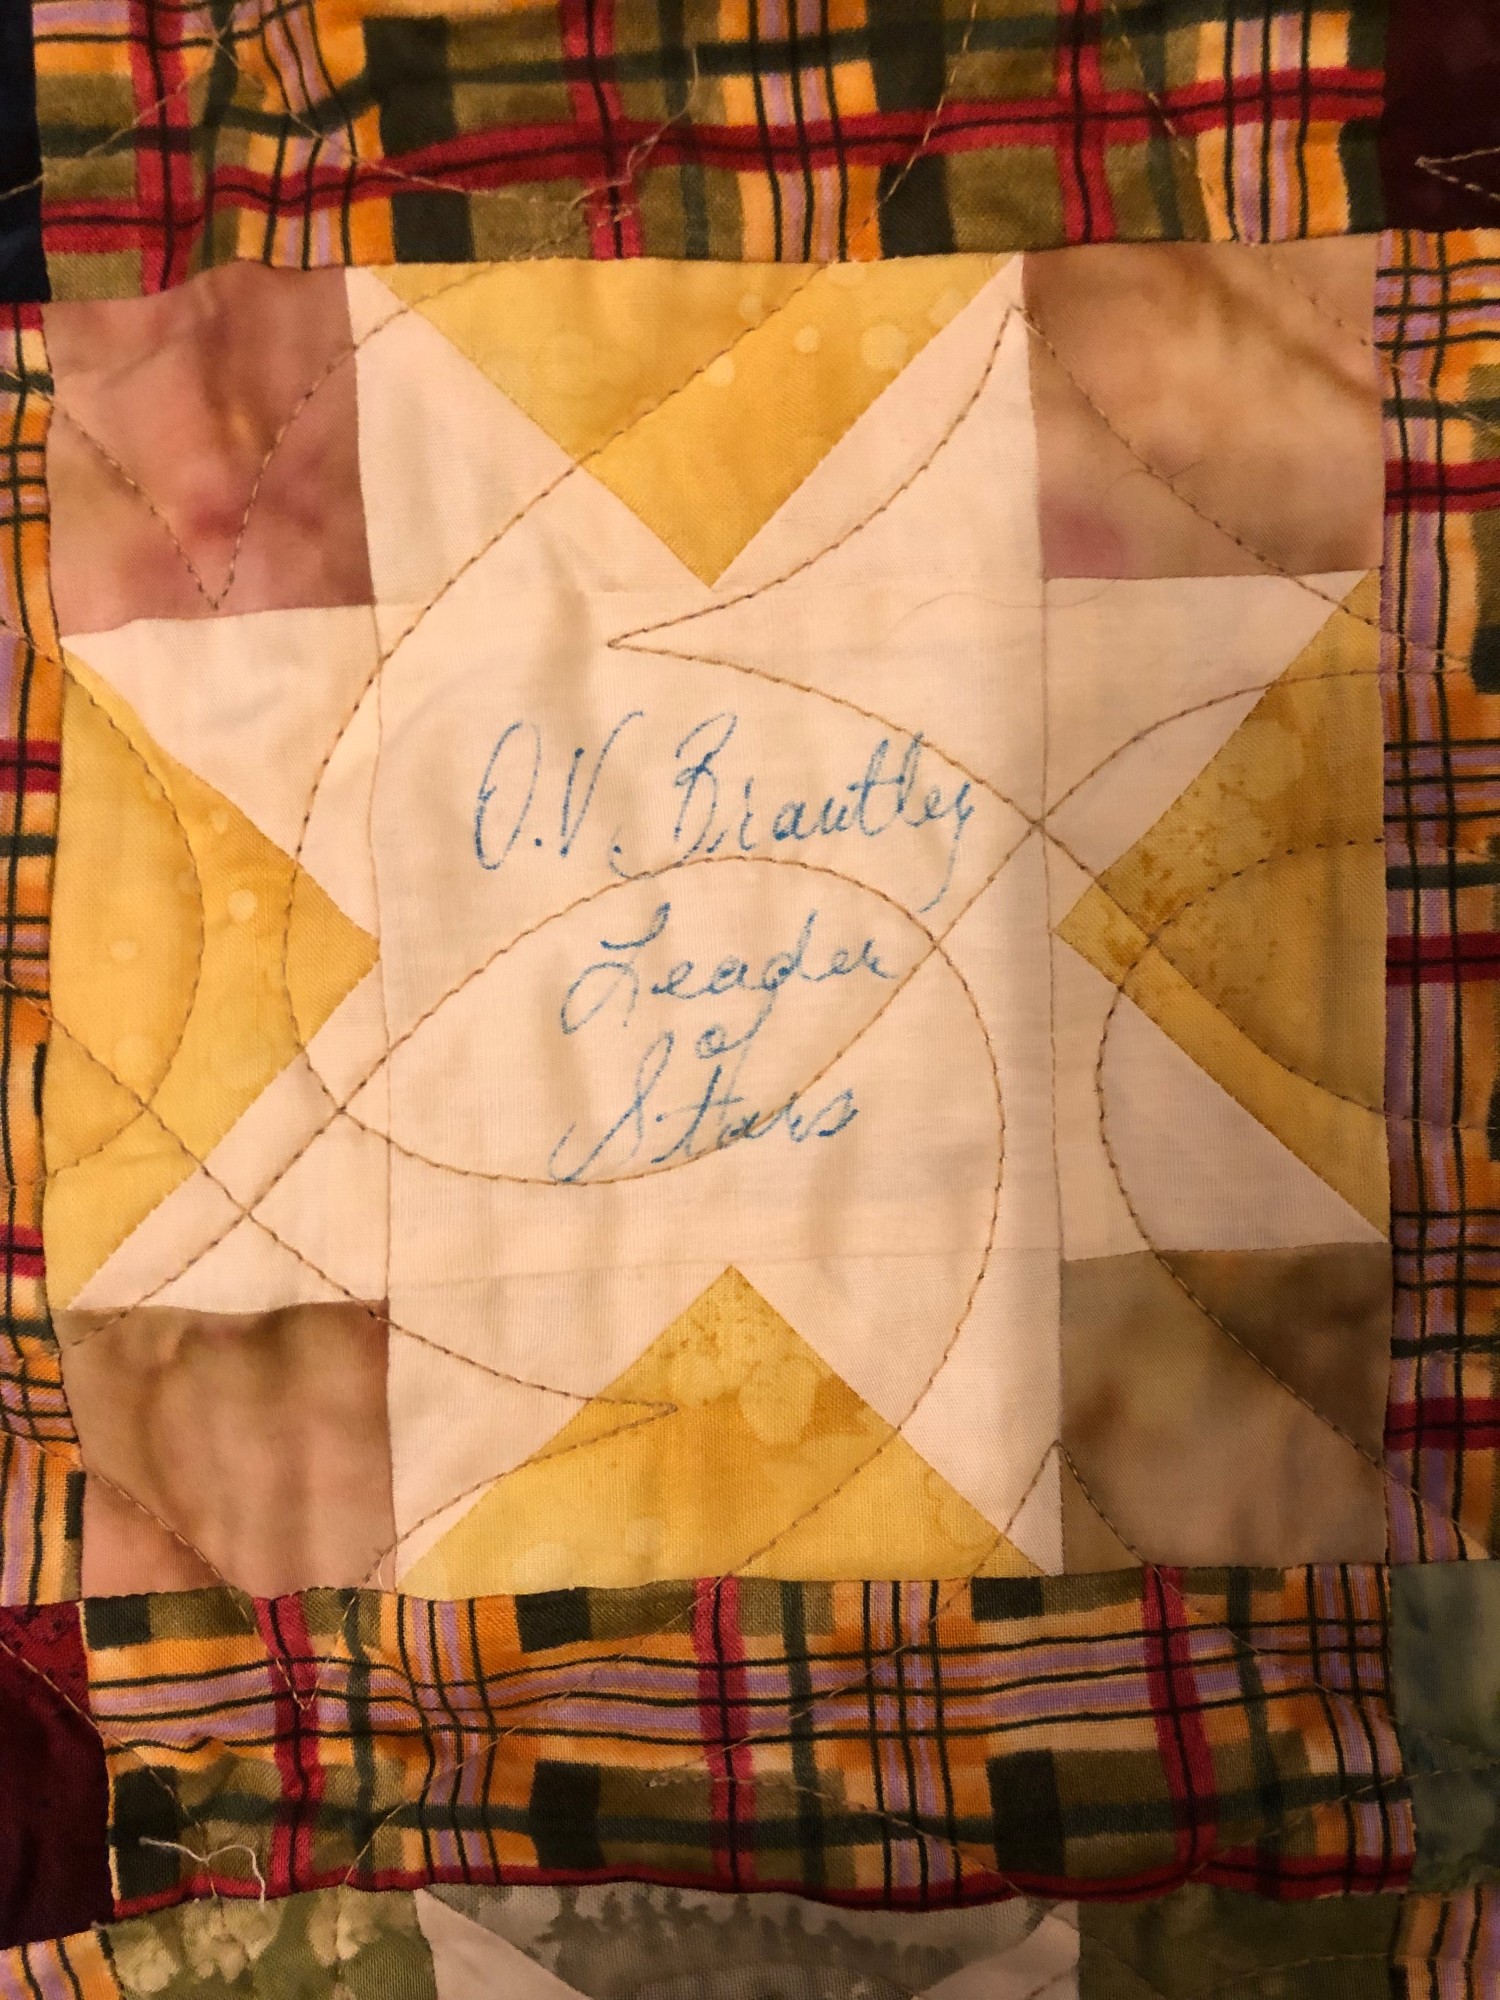 O.V. Brantley
Leader
of
Stars